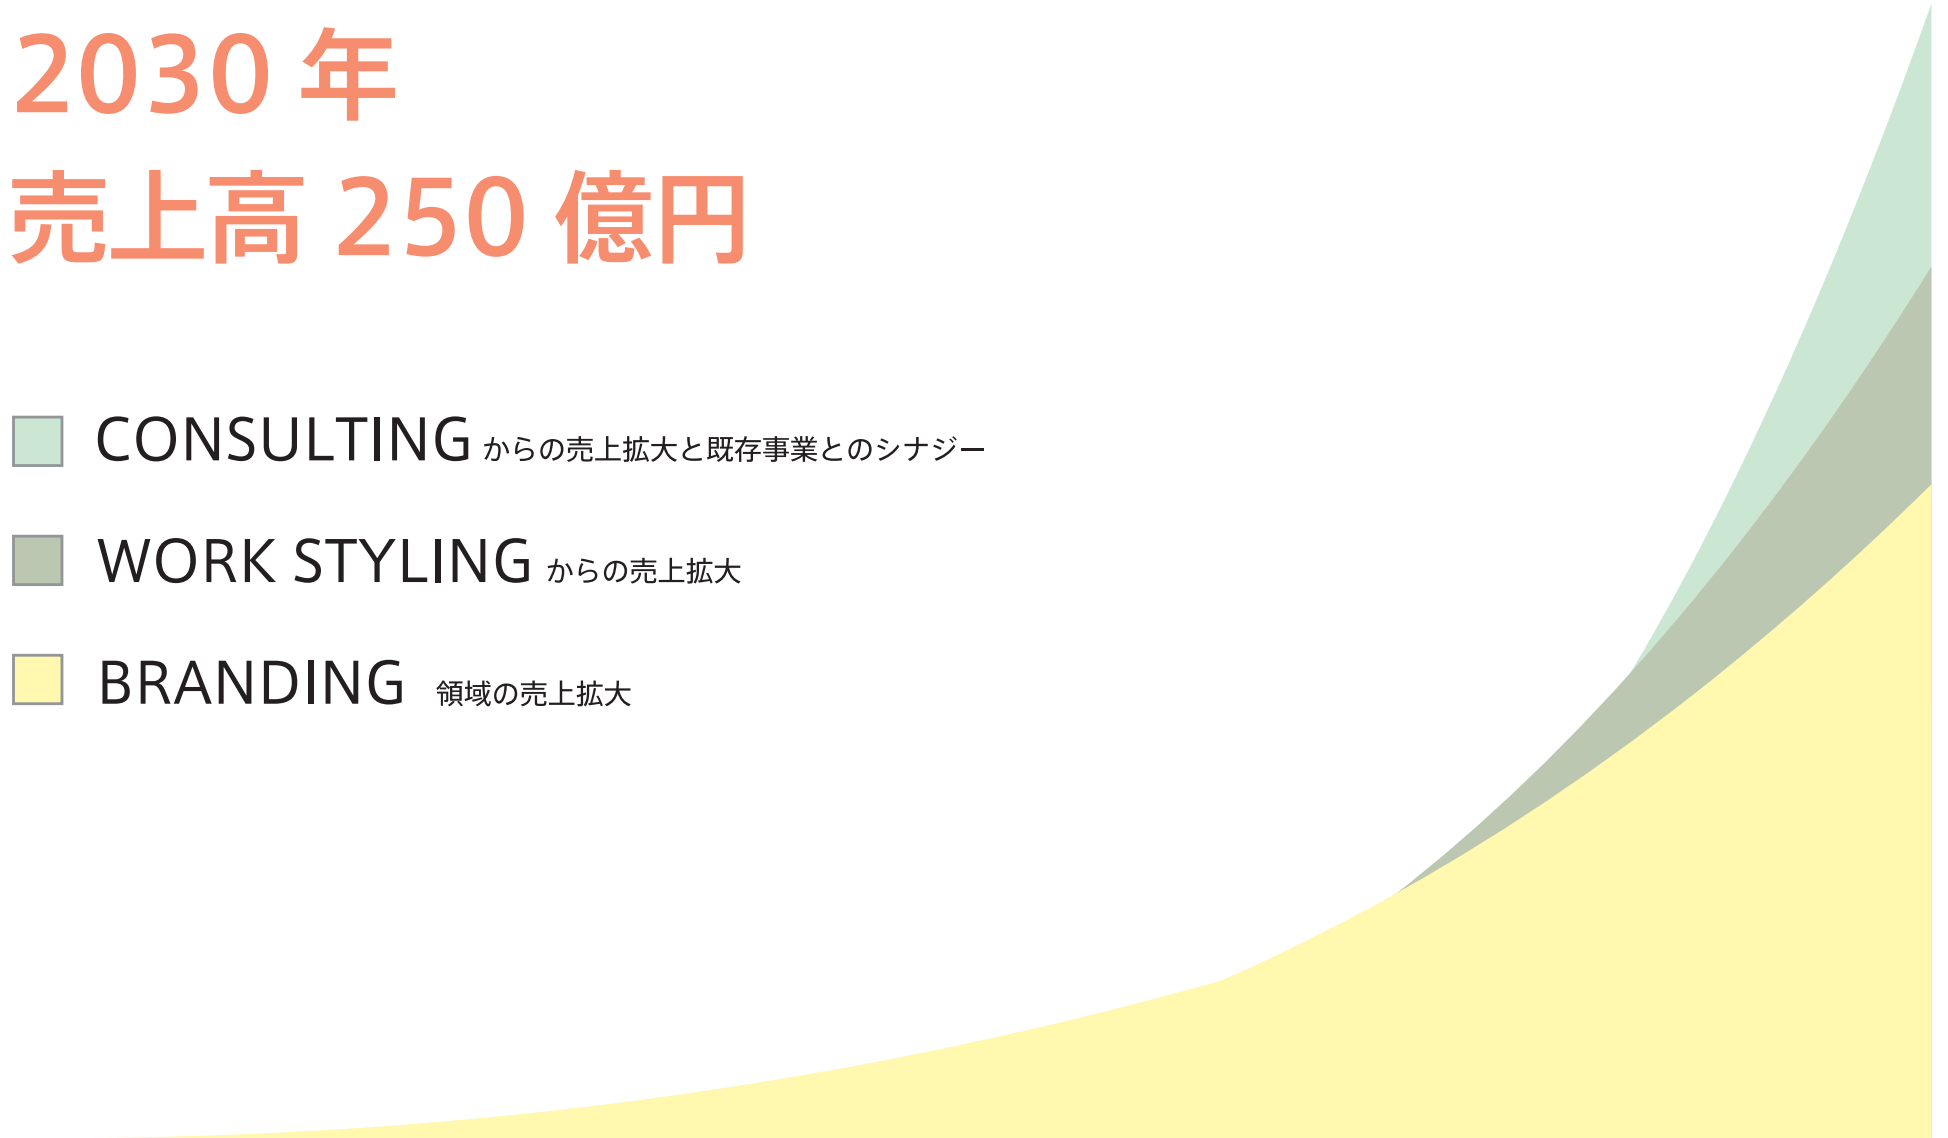 2030 年
売上高 250 億円
CONSULTING からの売上拡大と既存事業とのシナジー
WORK STYLING からの売上拡大
BRANDING 領域の売上拡大